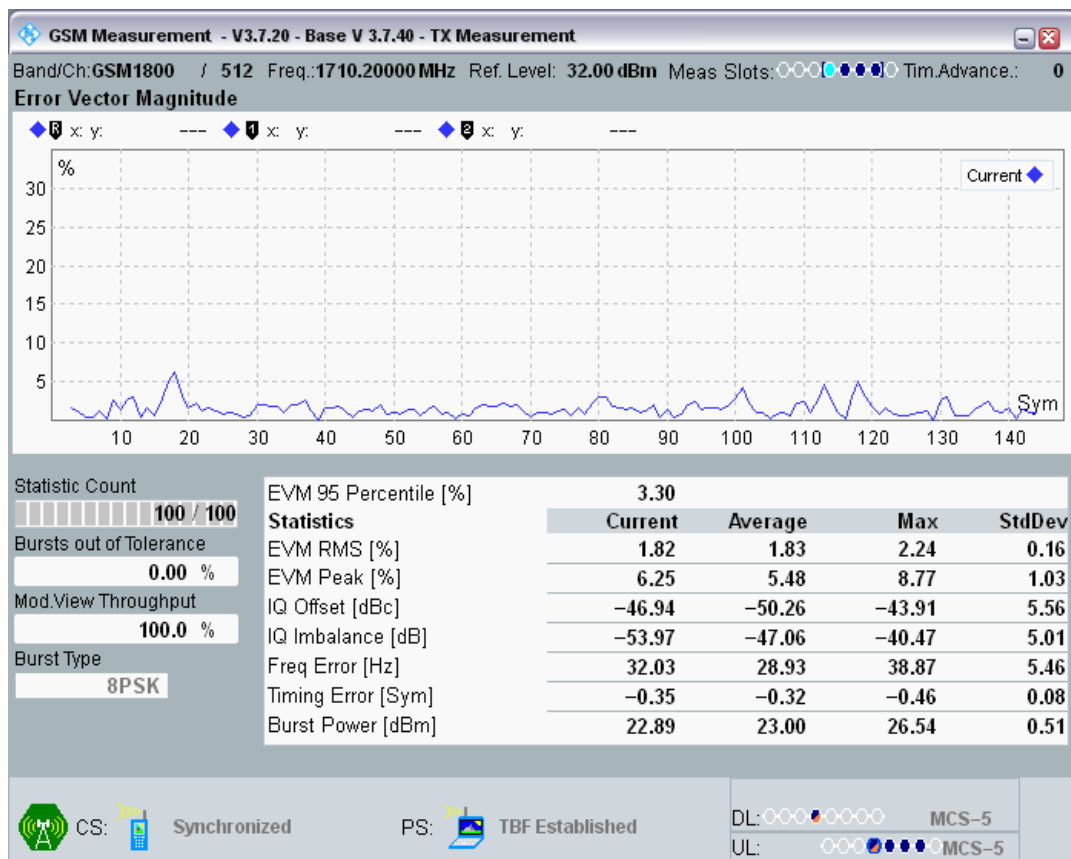 GSM Measurement - V3.7.20 - Base V 3.7.40 - TX Measurement
Band/Ch:GSM1800 / 512 Freq.:1710.20000 MHz Ref. Level: 32.00 dBm Meas Slots: Tim.Advance.: 0
Error Vector Magnitude
R x: y: --- 1 x: y: --- 2 x: y: ---
%
Current
30
25
20
15
10
5
Sym
10 20 30 40 50 60 70 80 90 100 110 120 130 140
Statistic Count
100 / 100
Bursts out of Tolerance
0.00 %
Mod.View Throughput
100.0 %
Burst Type
8PSK
EVM 95 Percentile [%] 3.30
Statistics Current Average Max StdDev
EVM RMS [%] 1.82 1.83 2.24 0.16
EVM Peak [%] 6.25 5.48 8.77 1.03
IQ Offset [dBc] −46.94 −50.26 −43.91 5.56
IQ Imbalance [dB] −53.97 −47.06 −40.47 5.01
Freq Error [Hz] 32.03 28.93 38.87 5.46
Timing Error [Sym] −0.35 −0.32 −0.46 0.08
Burst Power [dBm] 22.89 23.00 26.54 0.51
CS: Synchronized PS: TBF Established
DL: MCS−5
UL: MCS−5